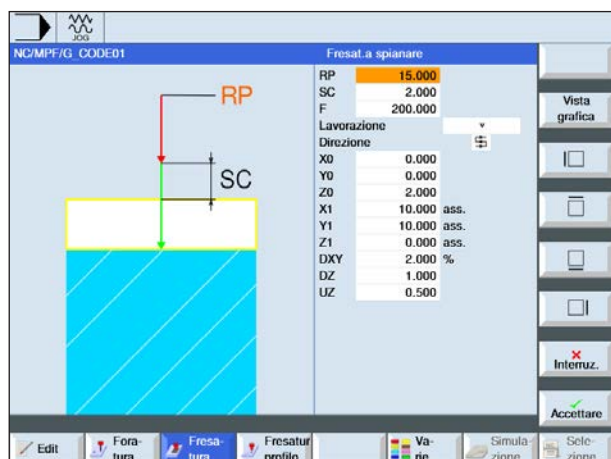 JOG
NC/MPF/G_CODE01
Fresat.a spianare
RP
SC
RP 15.000
SC 2.000
F 200.000
Lavorazione
Direzione
X0 0.000
Y0 0.000
Z0 2.000
X1 10.000 ass.
Y1 10.000 ass.
Z1 0.000 ass.
DXY 2.000 %
DZ 1.000
UZ 0.500
Vista
grafica
Interruz.
Accettare
Edit
Fora-
tura
Fresa-
tura
Fresatur
profilo
Va-
rie
Simula-
zione
Sele-
zione